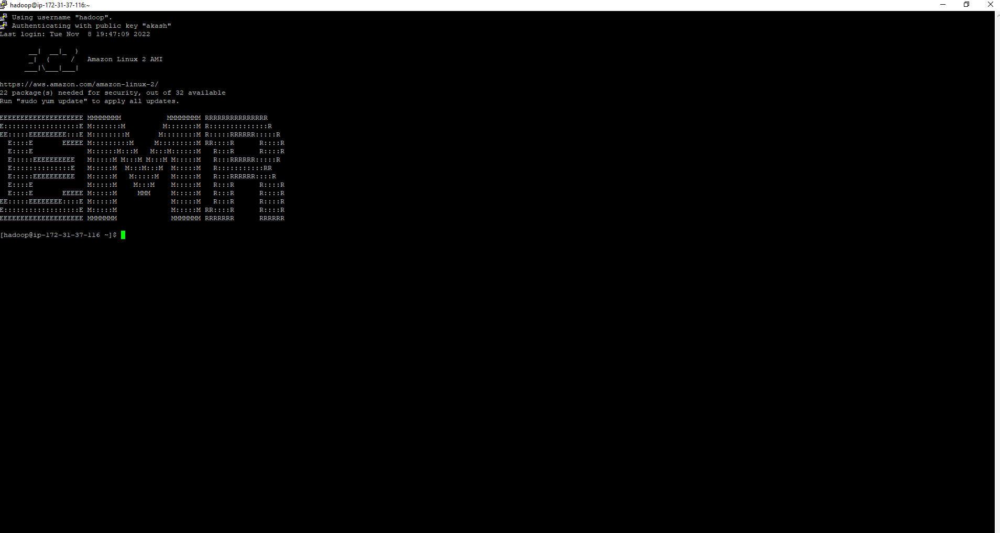 hadoop@ip-172-31-37-116:~
Using username "hadoop".
Authenticating with public key "akash"
Last login: Tue Nov  8 19:47:09 2022

       __|  __|_  )
       _|  (     /   Amazon Linux 2 AMI
      ___|\___|___|

https://aws.amazon.com/amazon-linux-2/
22 package(s) needed for security, out of 32 available
Run "sudo yum update" to apply all updates.

EEEEEEEEEEEEEEEEEEEE MMMMMMMM           MMMMMMMM RRRRRRRRRRRRRRR
E::::::::::::::::::E M:::::::M         M:::::::M R::::::::::::::R
EE:::::EEEEEEEEE:::E M::::::::M       M::::::::M R:::::RRRRRR:::::R
  E::::E       EEEEE M:::::::::M     M:::::::::M RR::::R      R::::R
  E::::E             M::::::M:::M   M:::M::::::M   R:::R      R::::R
  E:::::EEEEEEEEEE   M:::::M M:::M M:::M M:::::M   R:::RRRRRR:::::R
  E::::::::::::::E   M:::::M  M:::M:::M  M:::::M   R:::::::::::RR
  E:::::EEEEEEEEEE   M:::::M   M:::::M   M:::::M   R:::RRRRRR::::R
  E::::E             M:::::M    M:::M    M:::::M   R:::R      R::::R
  E::::E       EEEEE M:::::M     MMM     M:::::M   R:::R      R::::R
EE:::::EEEEEEEE::::E M:::::M             M:::::M   R:::R      R::::R
E::::::::::::::::::E M:::::M             M:::::M RR::::R      R::::R
EEEEEEEEEEEEEEEEEEEE MMMMMMM             MMMMMMM RRRRRRR      RRRRRR

[hadoop@ip-172-31-37-116 ~]$